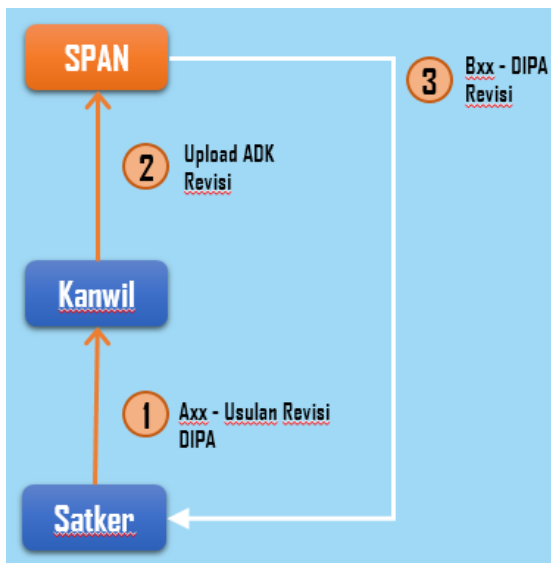 SPAN
3
Bxx - DIPA
Revisi
2
Upload ADK
Revisi
Kanwil
1
Axx - Usulan Revisi
DIPA
Satker